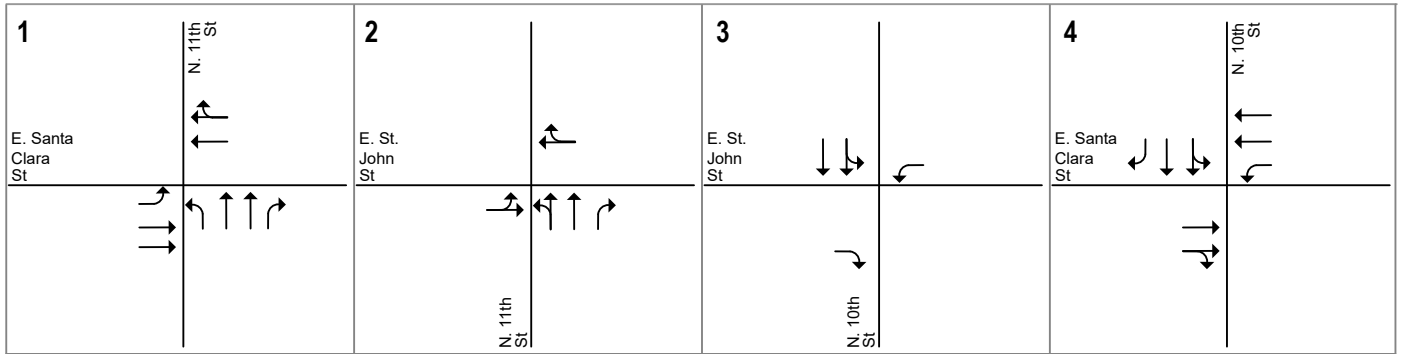 1
N. 11th
St
E. Santa
Clara
St
2
E. St.
John
St
N. 11th
St
3
E. St.
John
St
N. 10th
St
4
N. 10th
St
E. Santa
Clara
St